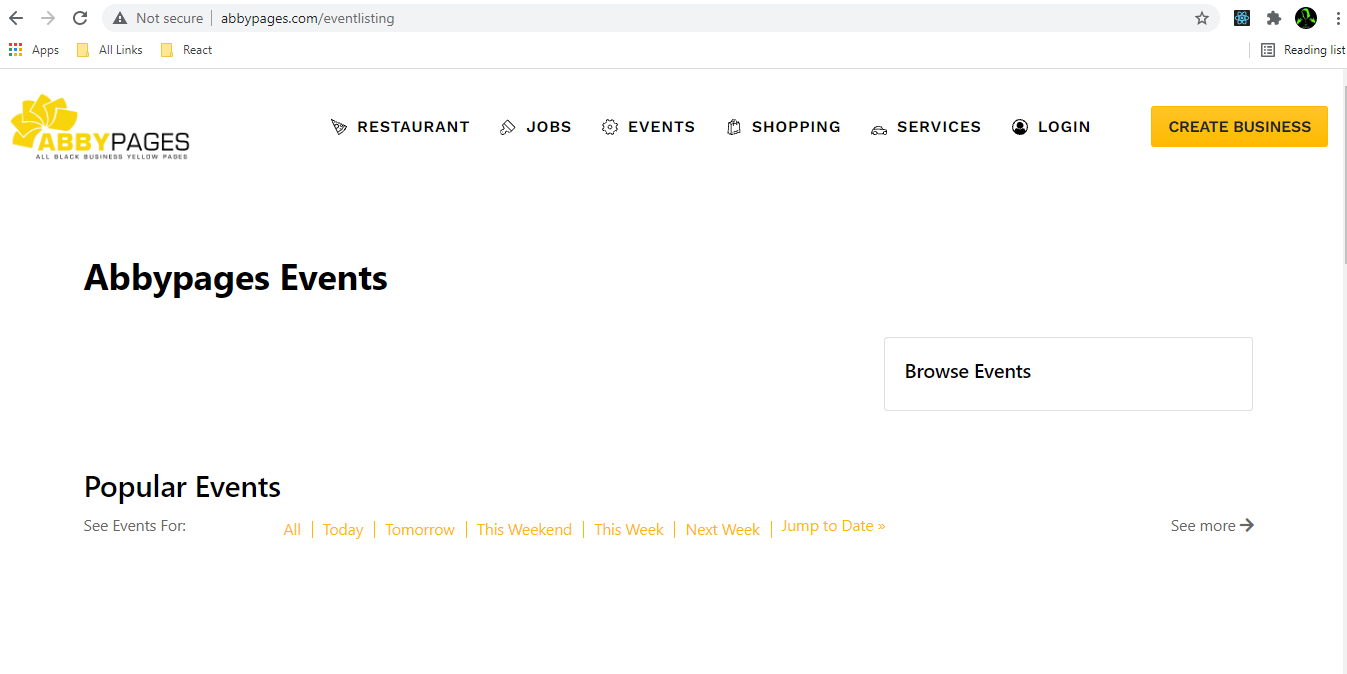 Not secure | abbypages.com/eventlisting
Apps All Links React Reading list
ABBYPAGES
ALL BLACK BUSINESS YELLOW PAGES
RESTAURANT JOBS EVENTS SHOPPING SERVICES LOGIN CREATE BUSINESS
Abbypages Events
Browse Events
Popular Events
See Events For: All | Today | Tomorrow | This Weekend | This Week | Next Week | Jump to Date » See more